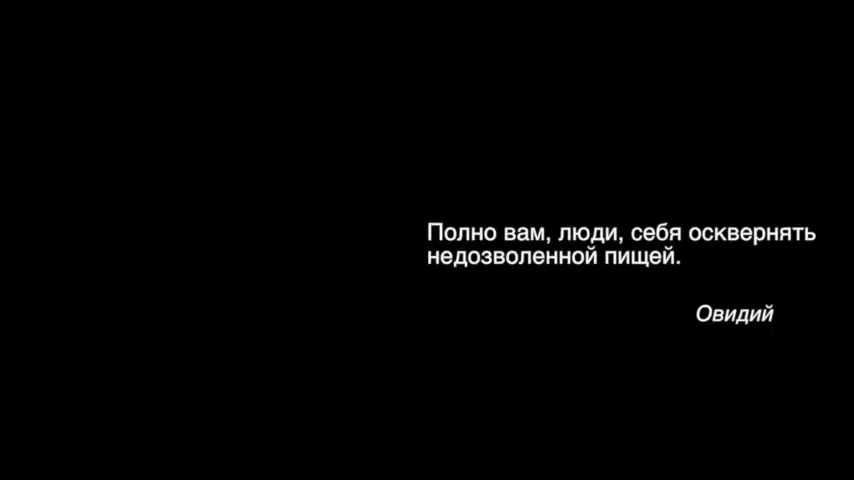 Полно вам, люди, себя осквернять
недозволенной пищей.
Овидий